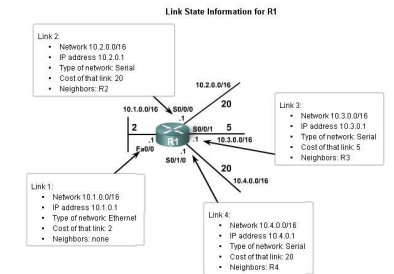 Link State Information for R1
Link 2:
• Network 10.2.0.0/16
• IP address 10.2.0.1
• Type of network: Serial
• Cost of that link: 20
• Neighbors: R2
10.2.0.0/16
20
10.1.0.0/16
S0/0/0
.1
Link 3:
• Network 10.3.0.0/16
• IP address 10.3.0.1
• Type of network: Serial
• Cost of that link: 5
• Neighbors: R3
2
S0/0/1
5
.1
R1
.1
10.3.0.0/16
Fa0/0
.1
S0/1/0
20
10.4.0.0/16
Link 1:
• Network 10.1.0.0/16
• IP address 10.1.0.1
• Type of network: Ethernet
• Cost of that link: 2
• Neighbors: none
Link 4:
• Network 10.4.0.0/16
• IP address 10.4.0.1
• Type of network: Serial
• Cost of that link: 20
• Neighbors: R4